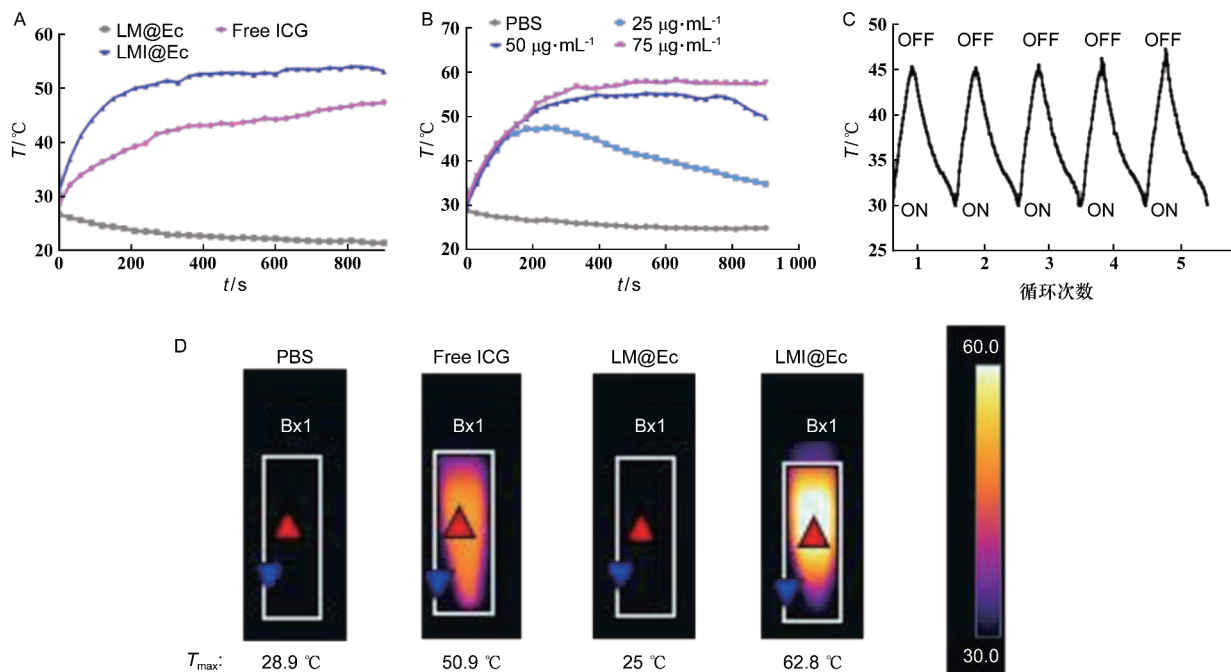 A
LM@Ec Free ICG
LMI@Ec
60
50
40
30
20
T/℃
0 200 400 600 800
t/s
B
PBS 25 μg·mL⁻¹
50 μg·mL⁻¹ 75 μg·mL⁻¹
70
60
50
40
30
20
T/℃
0 200 400 600 800 1 000
t/s
C
OFF OFF OFF OFF OFF
45
40
35
30
25
T/℃
ON ON ON ON ON
1 2 3 4 5
循环次数
D
PBS Free ICG LM@Ec LMI@Ec
Bx1 Bx1 Bx1 Bx1
60.0
30.0
Tmax: 28.9 ℃ 50.9 ℃ 25 ℃ 62.8 ℃